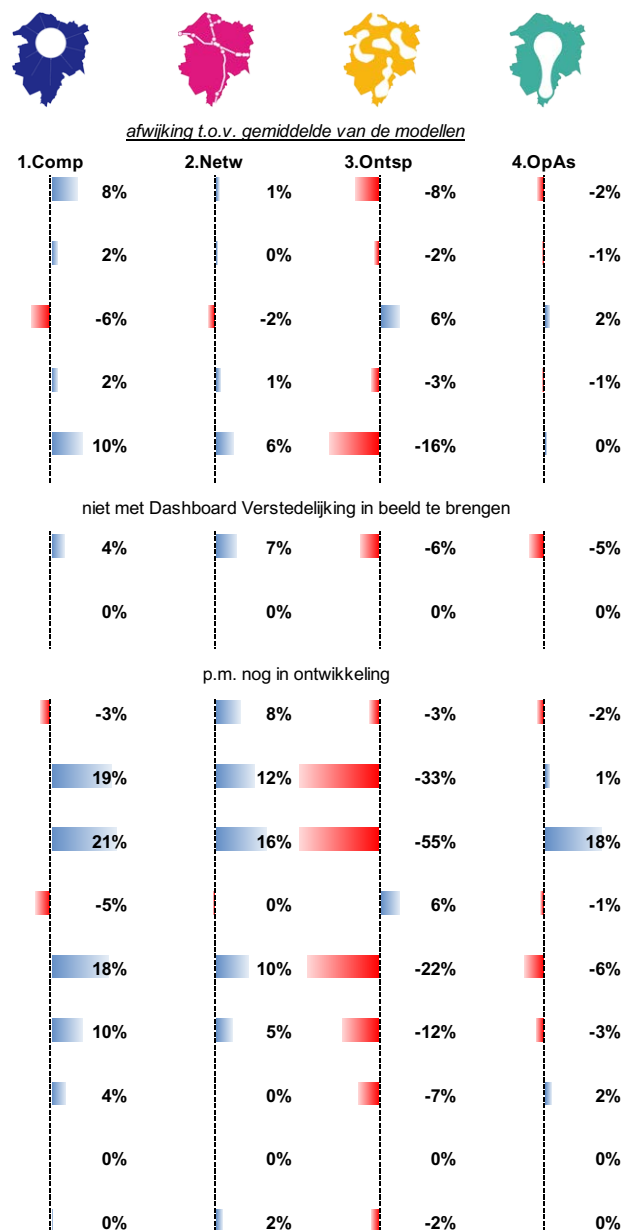 afwijking t.o.v. gemiddelde van de modellen
1.Comp 2.Netw 3.Ontsp 4.OpAs
8% 1% -8% -2%
2% 0% -2% -1%
-6% -2% 6% 2%
2% 1% -3% -1%
10% 6% -16% 0%
niet met Dashboard Verstedelijking in beeld te brengen
4% 7% -6% -5%
0% 0% 0% 0%
p.m. nog in ontwikkeling
-3% 8% -3% -2%
19% 12% -33% 1%
21% 16% -55% 18%
-5% 0% 6% -1%
18% 10% -22% -6%
10% 5% -12% -3%
4% 0% -7% 2%
0% 0% 0% 0%
0% 2% -2% 0%